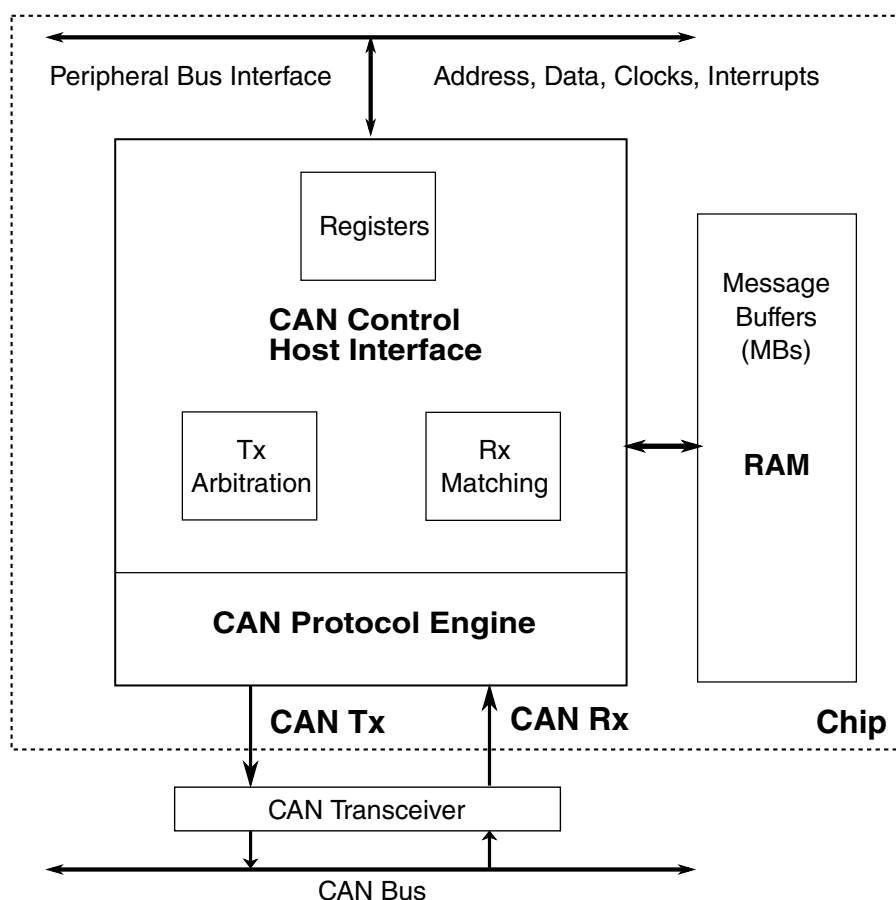 Peripheral Bus Interface
Address, Data, Clocks, Interrupts
Registers
CAN Control
Host Interface
Tx
Arbitration
Rx
Matching
Message
Buffers
(MBs)
RAM
CAN Protocol Engine
CAN Tx
CAN Rx
Chip
CAN Transceiver
CAN Bus